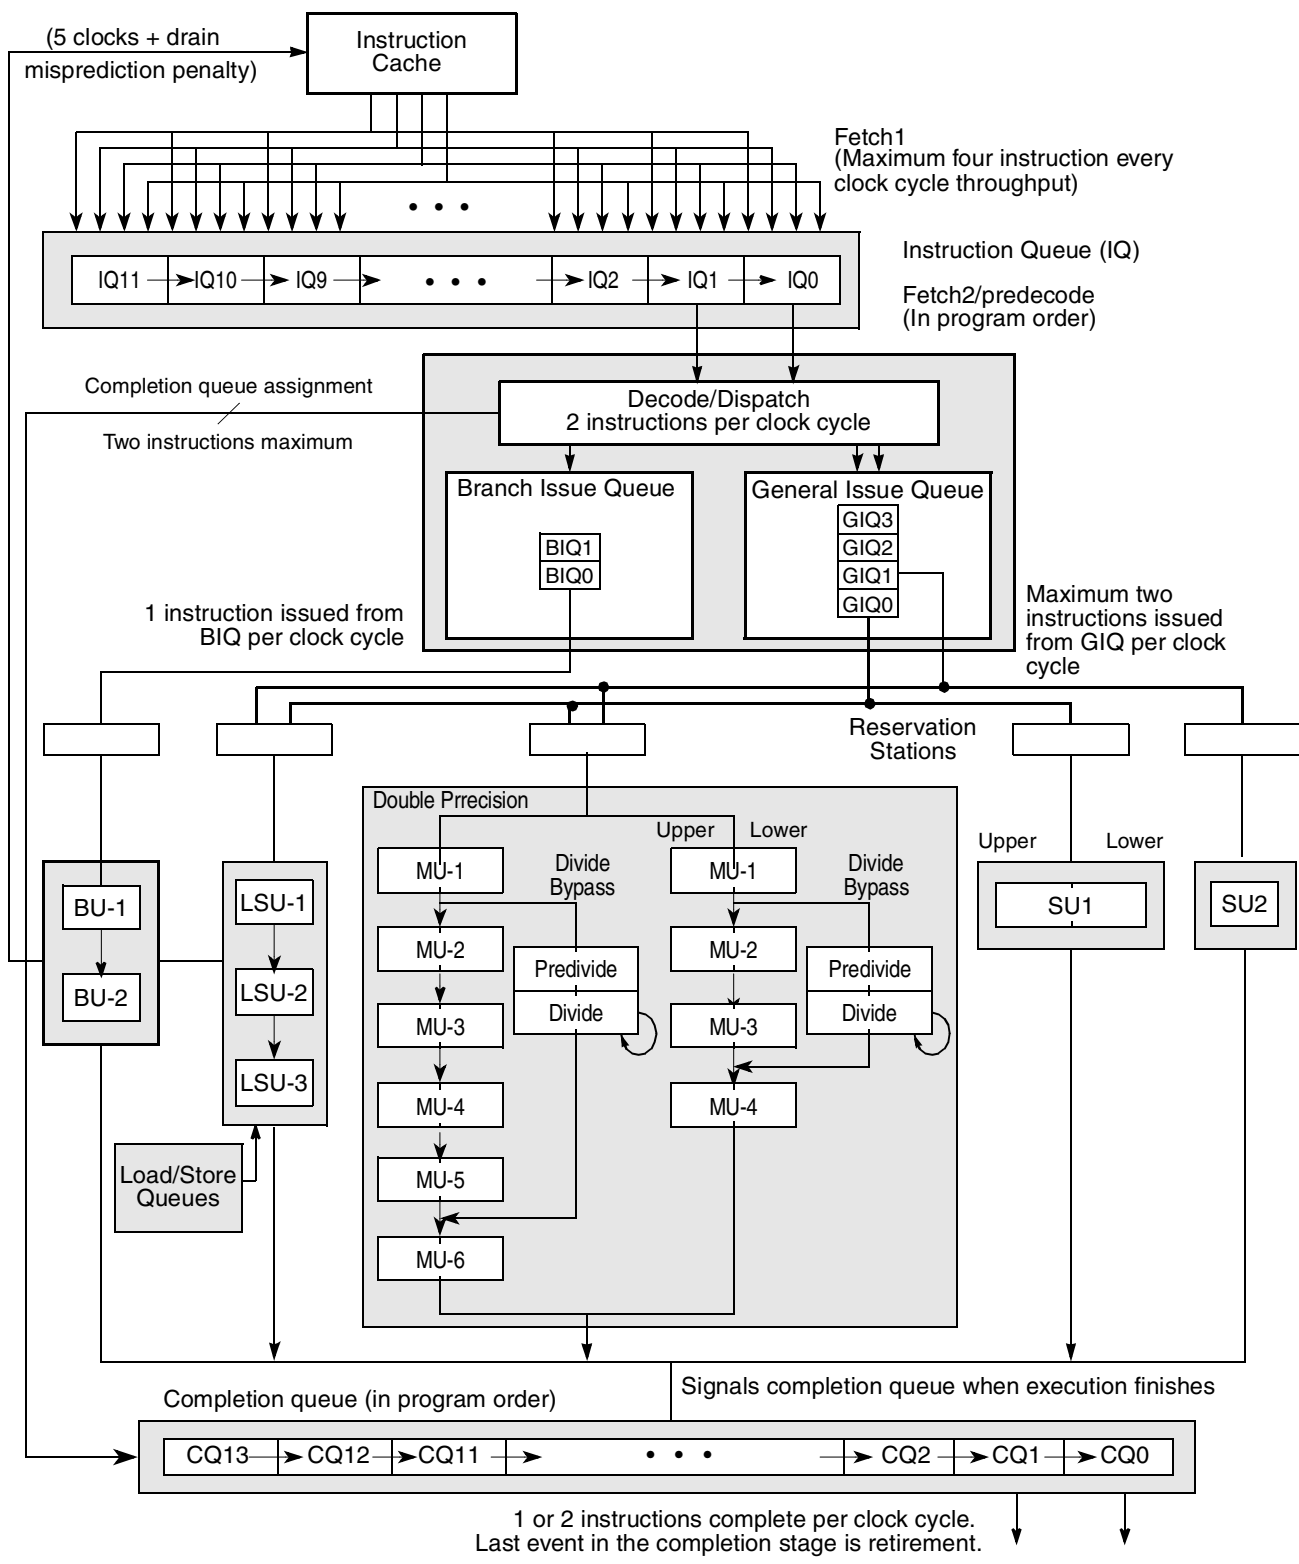 (5 clocks + drain
misprediction penalty)
Instruction
Cache
Fetch1
(Maximum four instruction every
clock cycle throughput)
• • •
Instruction Queue (IQ)
IQ11
IQ10
IQ9
• • •
IQ2
IQ1
IQ0
Fetch2/predecode
(In program order)
Completion queue assignment
Two instructions maximum
Decode/Dispatch
2 instructions per clock cycle
Branch Issue Queue
BIQ1
BIQ0
General Issue Queue
GIQ3
GIQ2
GIQ1
GIQ0
1 instruction issued from
BIQ per clock cycle
Maximum two
instructions issued
from GIQ per clock
cycle
Reservation
Stations
Double Prrecision
Upper
Lower
Upper
Lower
MU-1
Divide
Bypass
MU-1
Divide
Bypass
BU-1
LSU-1
SU1
SU2
MU-2
Predivide
MU-2
Predivide
BU-2
LSU-2
MU-3
Divide
MU-3
Divide
LSU-3
MU-4
MU-4
Load/Store
Queues
MU-5
MU-6
Signals completion queue when execution finishes
Completion queue (in program order)
CQ13
CQ12
CQ11
• • •
CQ2
CQ1
CQ0
1 or 2 instructions complete per clock cycle.
Last event in the completion stage is retirement.